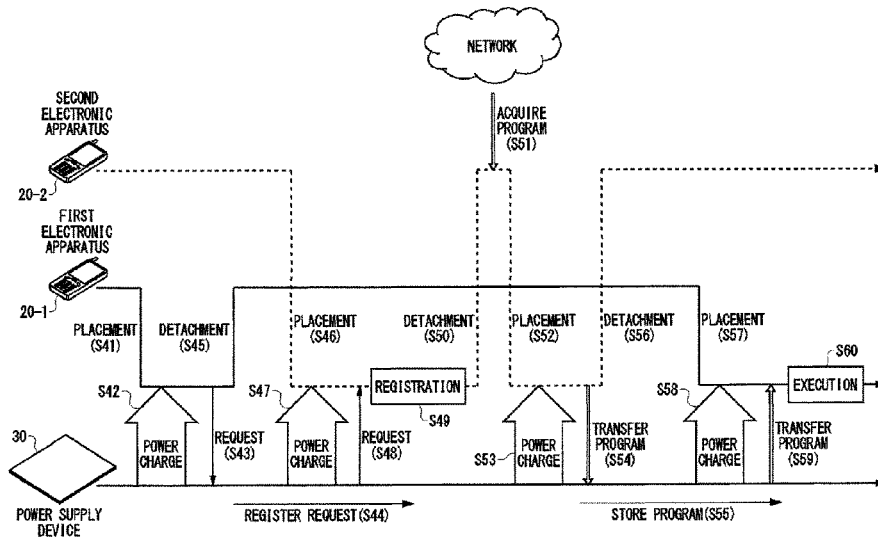 NETWORK
SECOND
ELECTRONIC
APPARATUS
ACQUIRE
PROGRAM
(S51)
20-2
FIRST
ELECTRONIC
APPARATUS
20-1
PLACEMENT
(S41)
DETACHMENT
(S45)
PLACEMENT
(S46)
DETACHMENT
(S50)
PLACEMENT
(S52)
DETACHMENT
(S56)
PLACEMENT
(S57)
S60
S42
S47
REGISTRATION
S49
S58
EXECUTION
30
POWER
CHARGE
REQUEST
(S43)
POWER
CHARGE
REQUEST
(S48)
S53
POWER
CHARGE
TRANSFER
PROGRAM
(S54)
POWER
CHARGE
TRANSFER
PROGRAM
(S59)
POWER SUPPLY
DEVICE
REGISTER REQUEST(S44)
STORE PROGRAM(S55)